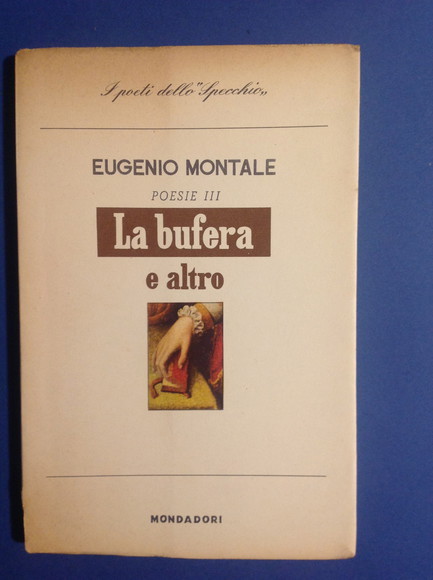 I poeti dello "Specchio„
EUGENIO MONTALE
POESIE III
La bufera
e altro
MONDADORI